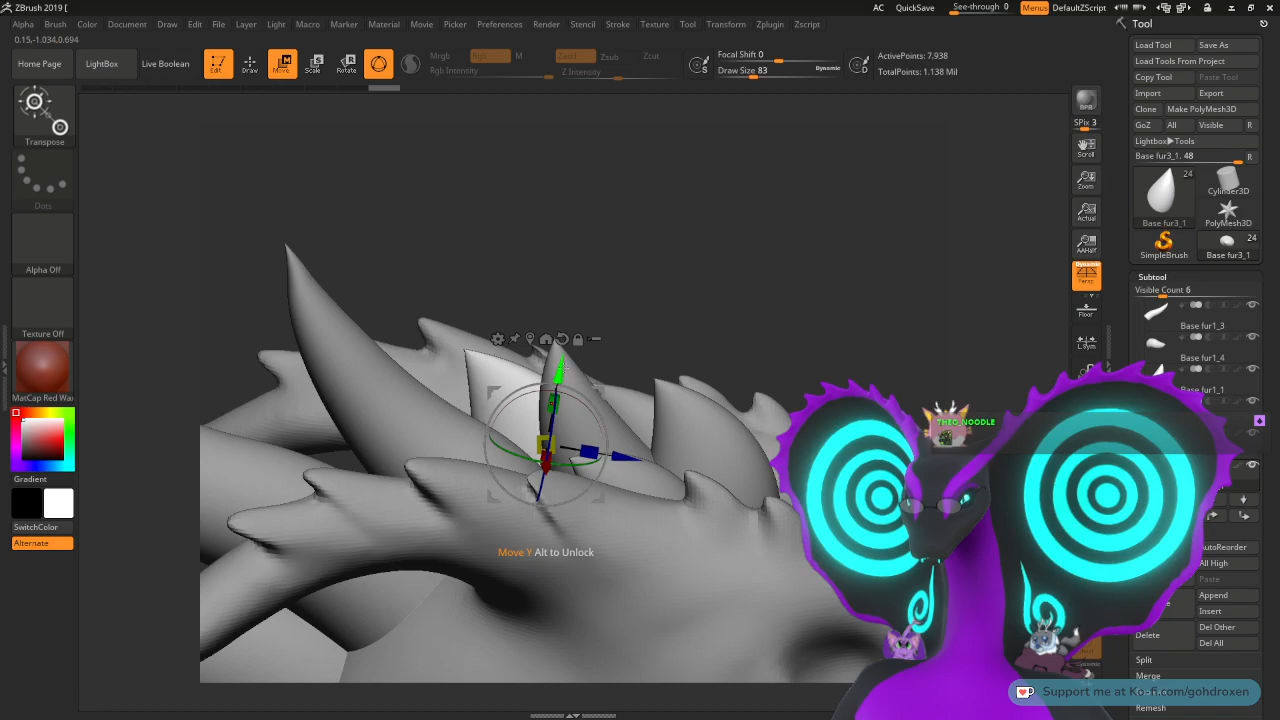 ZBrush 2019 [
AC QuickSave See-through 0 Menus DefaultZScript
Alpha Brush Color Document Draw Edit File Layer Light Macro Marker Material Movie Picker Preferences Render Stencil Stroke Texture Tool Transform Zplugin Zscript
Tool
0.15,-1.034,0.694
Home Page LightBox Live Boolean Edit Draw Move Scale Rotate
Mrgb M
Rgb Intensity
Zadd Zsub Zcut
Z Intensity
Focal Shift 0
Draw Size 83 Dynamic
ActivePoints: 7,938
TotalPoints: 1.138 Mil
Load Tool Save As
Load Tools From Project
Copy Tool Paste Tool
Import Export
Clone Make PolyMesh3D
GoZ All Visible R
Lightbox▶Tools
Base fur3_1. 48 R
24
Base fur3_1
Cylinder3D
PolyMesh3D
SimpleBrush
24
Base fur3_1
Subtool
Visible Count 6
Base fur1_3
Base fur1_4
Base fur1_1
BPR
SPix 3
Scroll
Zoom
Actual
AAHalf
Dynamic
Persp
Floor
L.Sym
Transpose
Dots
Alpha Off
Texture Off
MatCap Red Wax
Gradient
SwitchColor
Alternate
Move Y Alt to Unlock
THEO_NOODLE
AutoReorder
All High
Paste
Append
Insert
Del Other
Delete
Del All
Split
Merge
Remesh
Support me at Ko-fi.com/gohdroxen